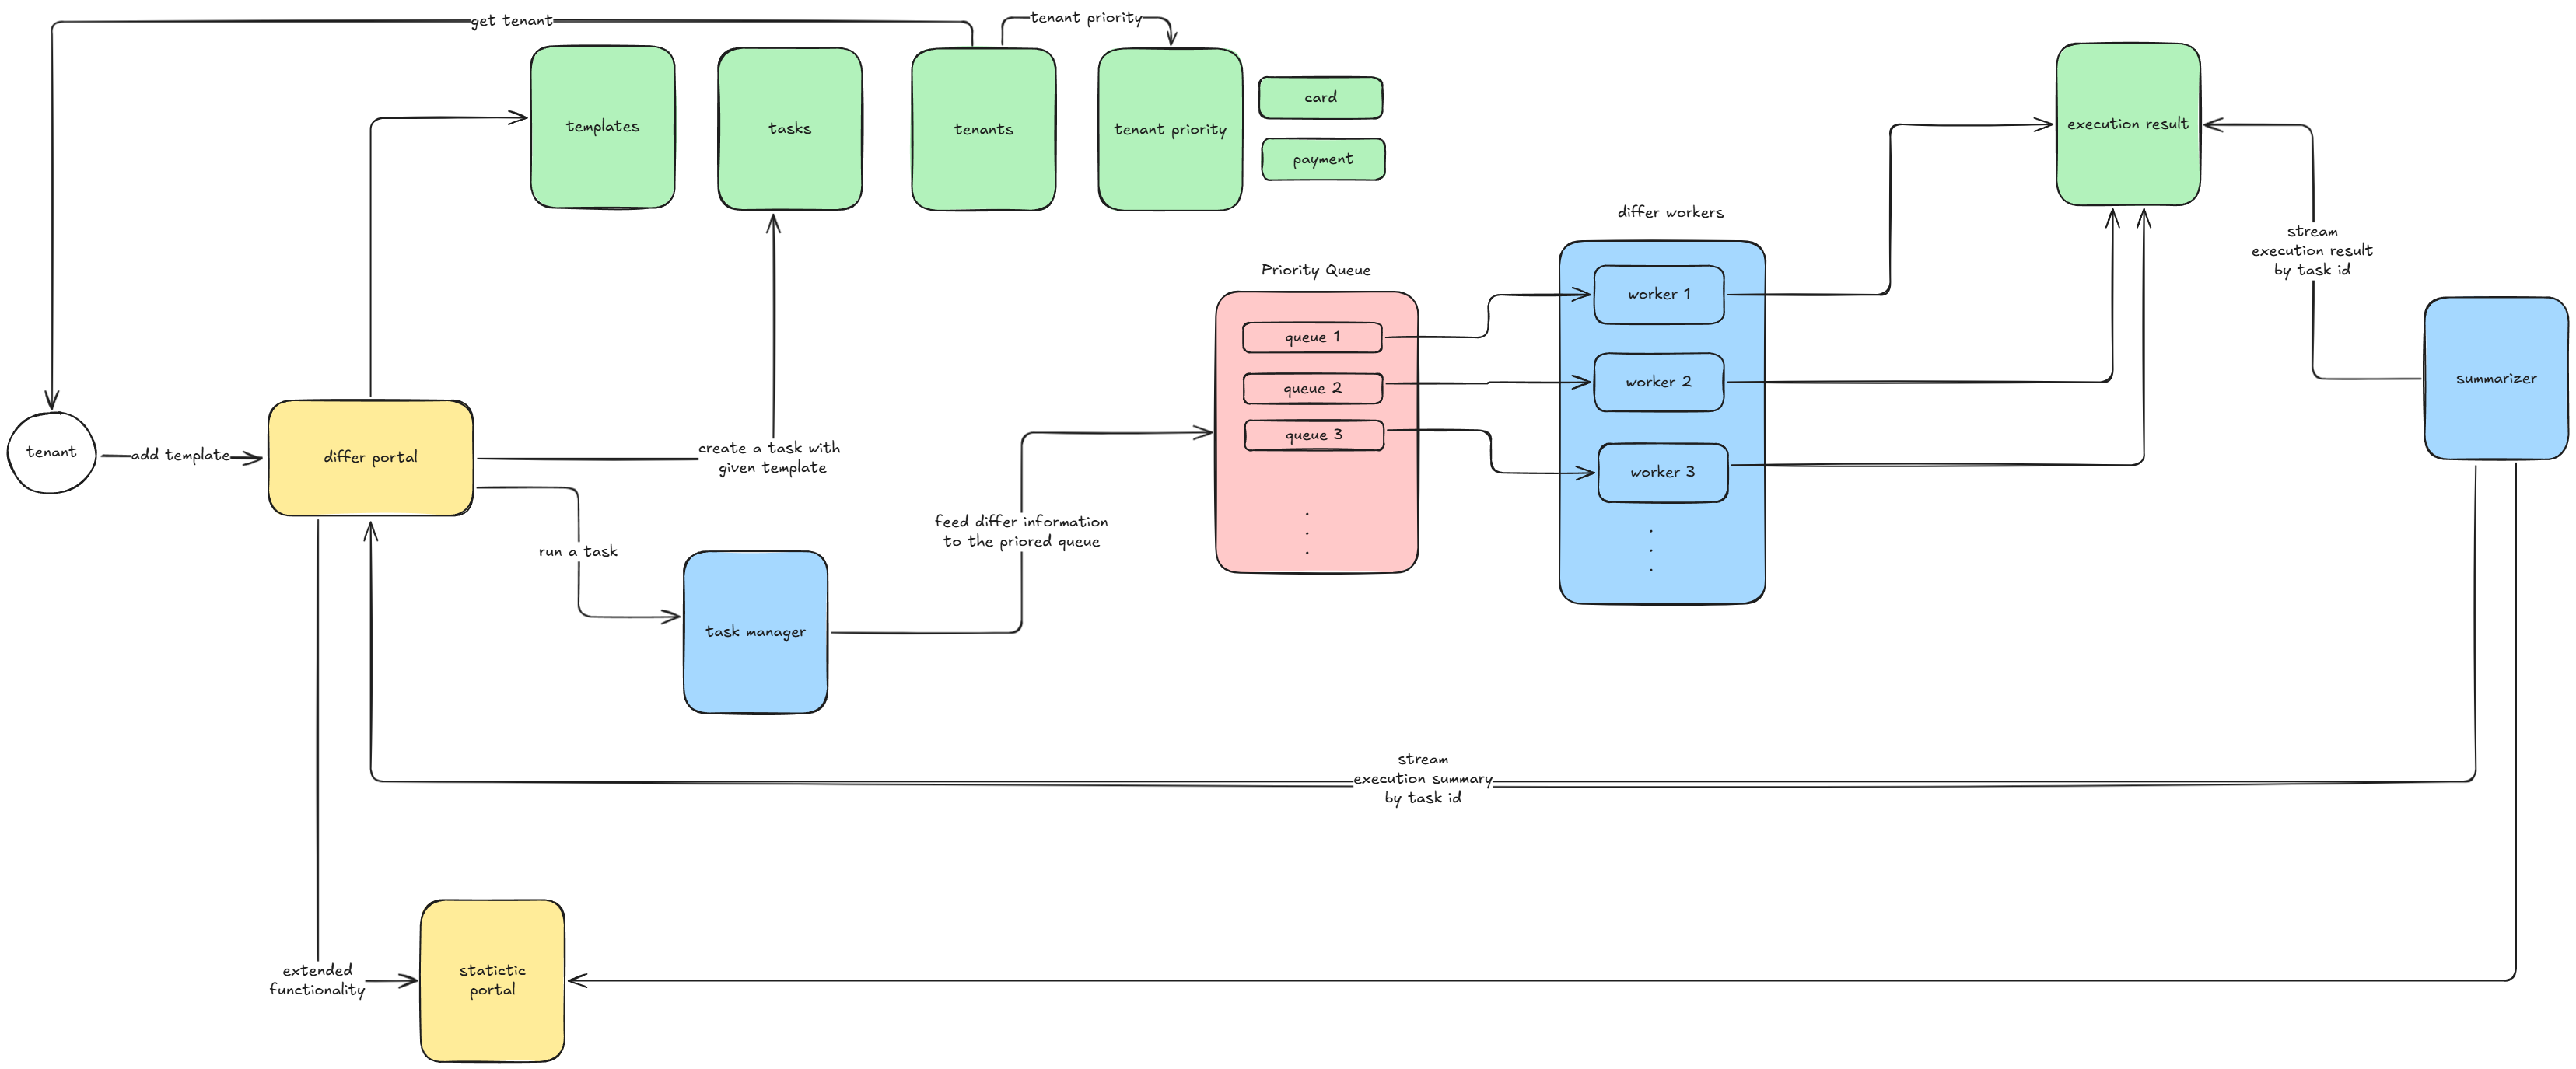 get tenant
tenant priority
templates
tasks
tenants
tenant priority
card
payment
execution result
differ workers
stream
execution result
by task id
Priority Queue
worker 1
queue 1
worker 2
queue 2
summarizer
queue 3
worker 3
.
.
.
.
.
.
tenant
add template
differ portal
create a task with
given template
feed differ information
to the priored queue
run a task
task manager
stream
execution summary
by task id
extended
functionality
statictic
portal